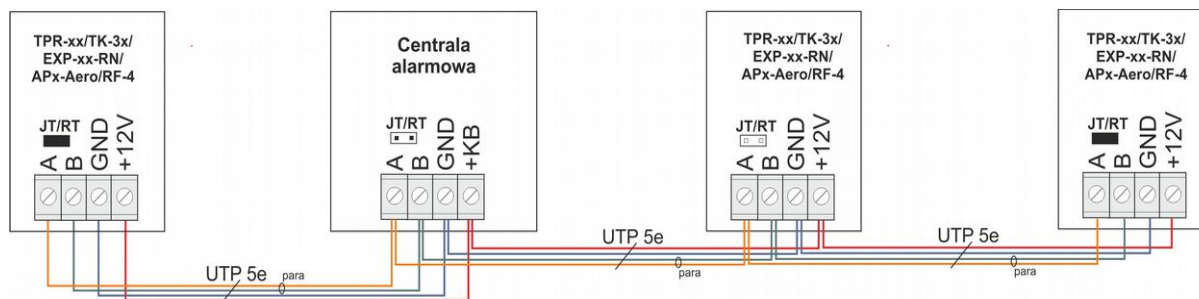 TPR-xx/TK-3x/
EXP-xx-RN/
APx-Aero/RF-4
JT/RT
A
B
GND
+12V
Centrala
alarmowa
JT/RT
A
B
GND
+KB
TPR-xx/TK-3x/
EXP-xx-RN/
APx-Aero/RF-4
JT/RT
A
B
GND
+12V
TPR-xx/TK-3x/
EXP-xx-RN/
APx-Aero/RF-4
JT/RT
A
B
GND
+12V
UTP 5e
para
UTP 5e
para
UTP 5e
para